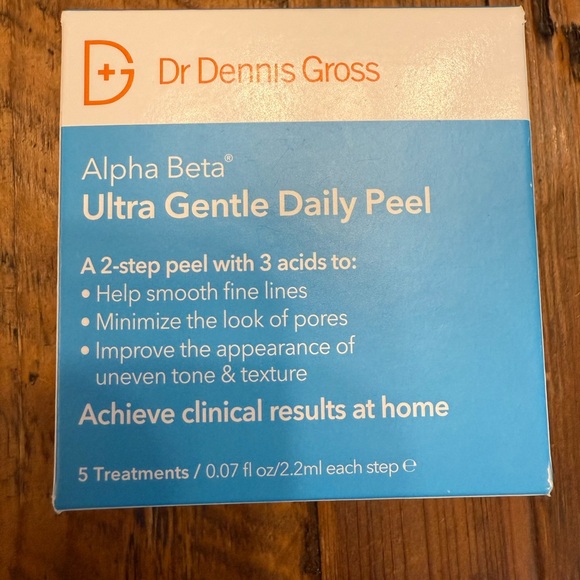 Dr Dennis Gross
Alpha Beta®
Ultra Gentle Daily Peel
A 2-step peel with 3 acids to:
• Help smooth fine lines
• Minimize the look of pores
• Improve the appearance of
uneven tone & texture
Achieve clinical results at home
5 Treatments / 0.07 fl oz/2.2ml each step ℮